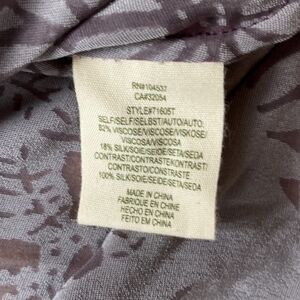 RN#104537
CA#32054
STYLE#71605T
SELF/SELF/SELBST/AUTO/AUTO:
82% VISCOSE/VISCOSE/VISKOSE/
VISCOSA/VISCOSA
18% SILK/SOIE/SEIDE/SETA/SEDA
CONTRAST/CONTRASTE/KONTRAST/
CONTRASTO/CONTRASTE
100% SILK/SOIE/SEIDE/SETA/SEDA
MADE IN CHINA
FABRIQUE EN CHINE
HECHO EN CHINA
FEITO EM CHINA